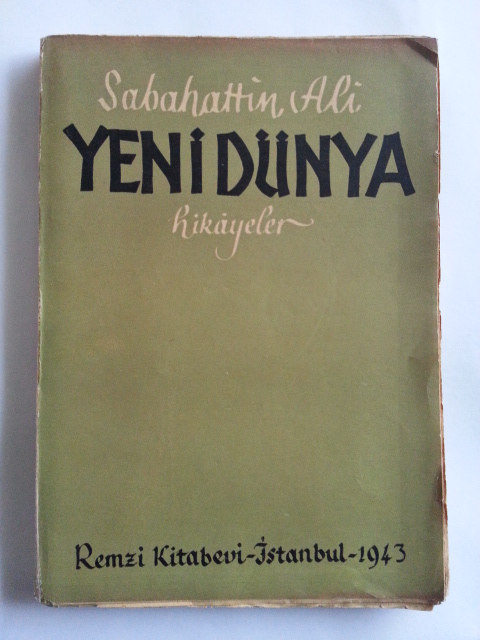 Sabahattin Ali
YENİ DÜNYA
hikâyeler
Remzi Kitabevi-İstanbul-1943